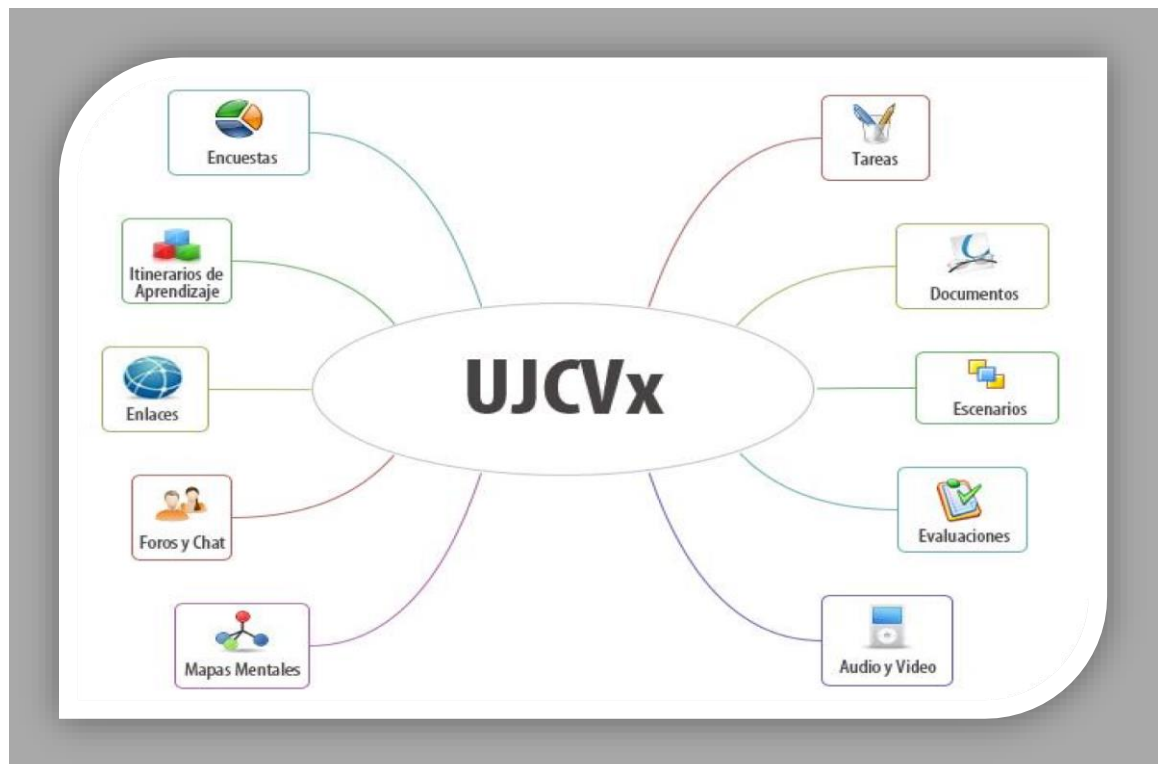 Encuestas
Tareas
Itinerarios de
Aprendizaje
Documentos
Enlaces
UJCVx
Escenarios
Foros y Chat
Evaluaciones
Mapas Mentales
Audio y Video